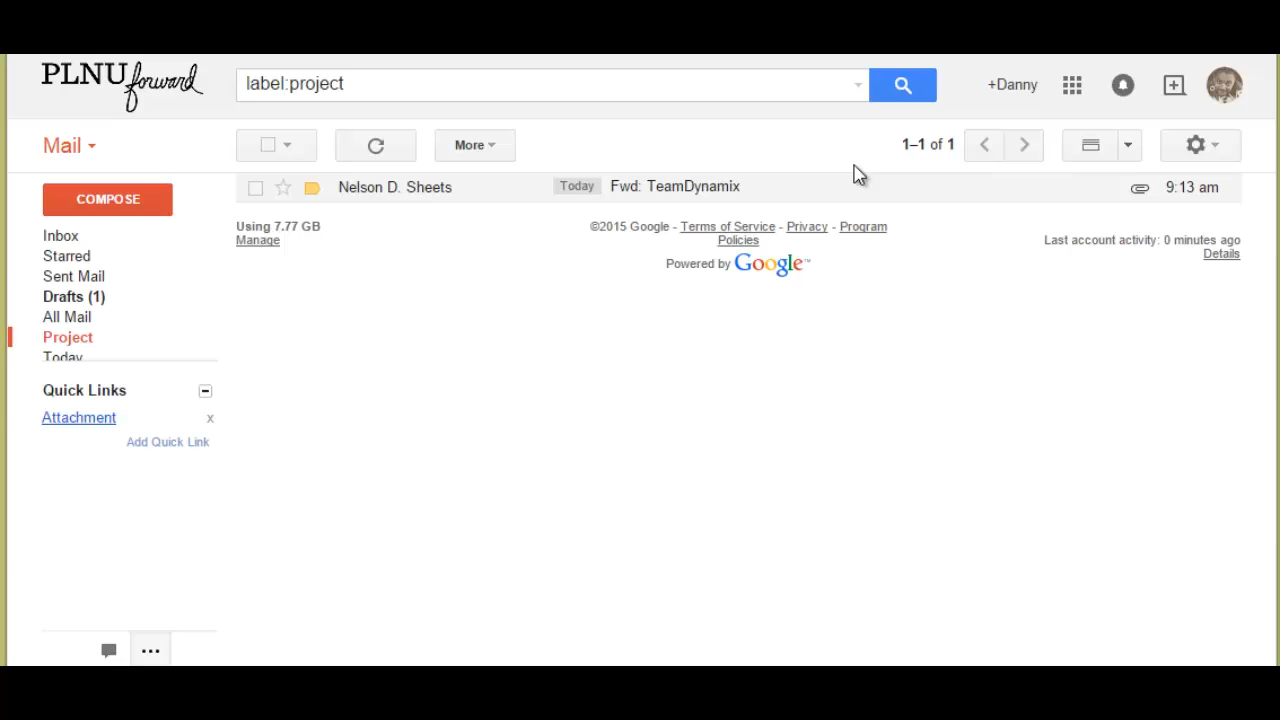 PLNU forward
label:project
+Danny
Mail
More
1–1 of 1
COMPOSE
Nelson D. Sheets
Today
Fwd: TeamDynamix
9:13 am
Inbox
Starred
Sent Mail
Drafts (1)
All Mail
Project
Today
Using 7.77 GB
Manage
©2015 Google - Terms of Service - Privacy - Program
Policies
Powered by Google™
Last account activity: 0 minutes ago
Details
Quick Links
Attachment
x
Add Quick Link